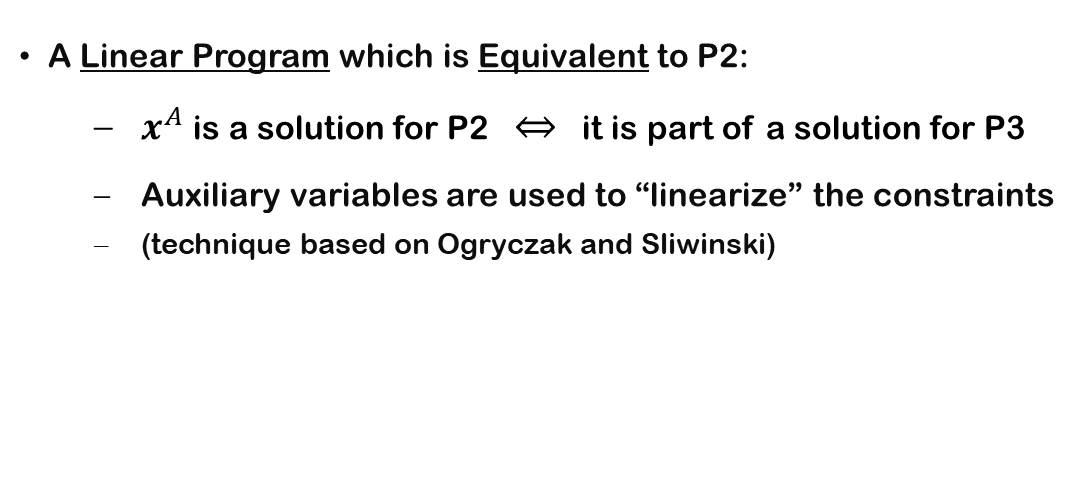 • A Linear Program which is Equivalent to P2:
– 𝒙ᴬ is a solution for P2 ⇔ it is part of a solution for P3
– Auxiliary variables are used to “linearize” the constraints
– (technique based on Ogryczak and Sliwinski)